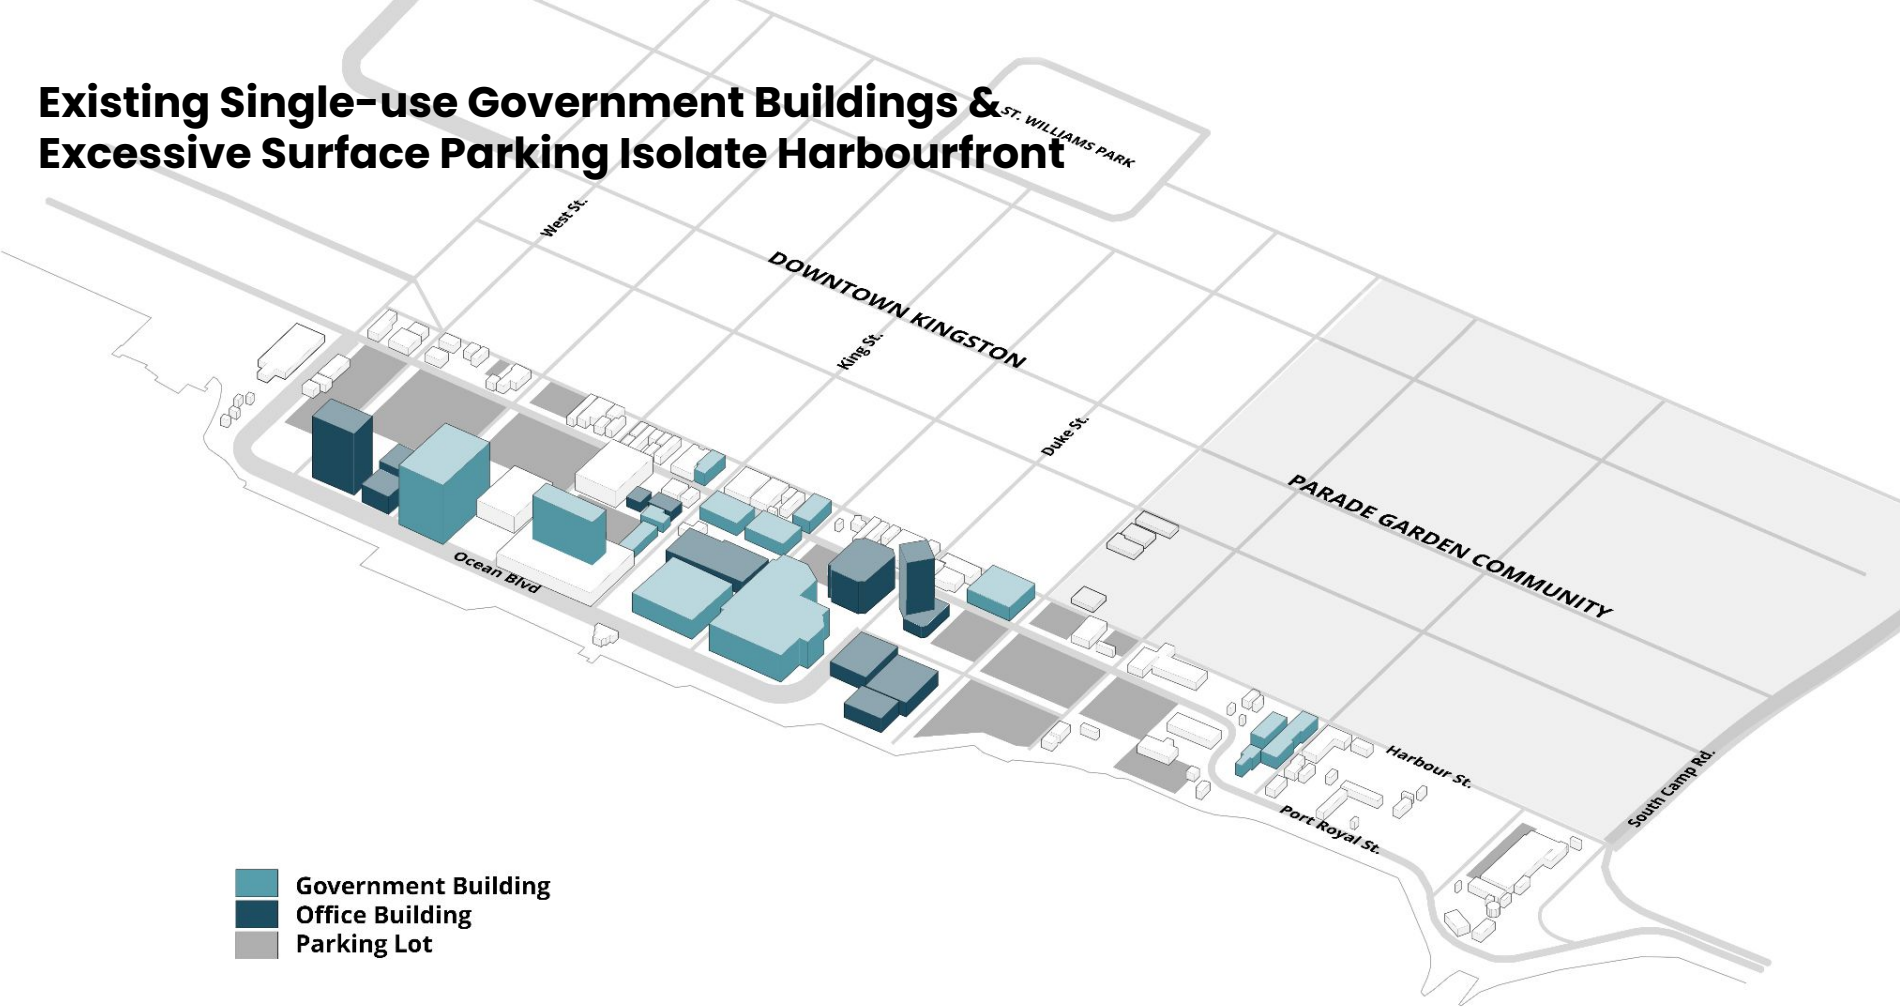 Existing Single-use Government Buildings &
Excessive Surface Parking Isolate Harbourfront
ST. WILLIAMS PARK
West St.
DOWNTOWN KINGSTON
King St.
Duke St.
PARADE GARDEN COMMUNITY
Ocean Blvd
Harbour St.
South Camp Rd.
Port Royal St.
Government Building
Office Building
Parking Lot